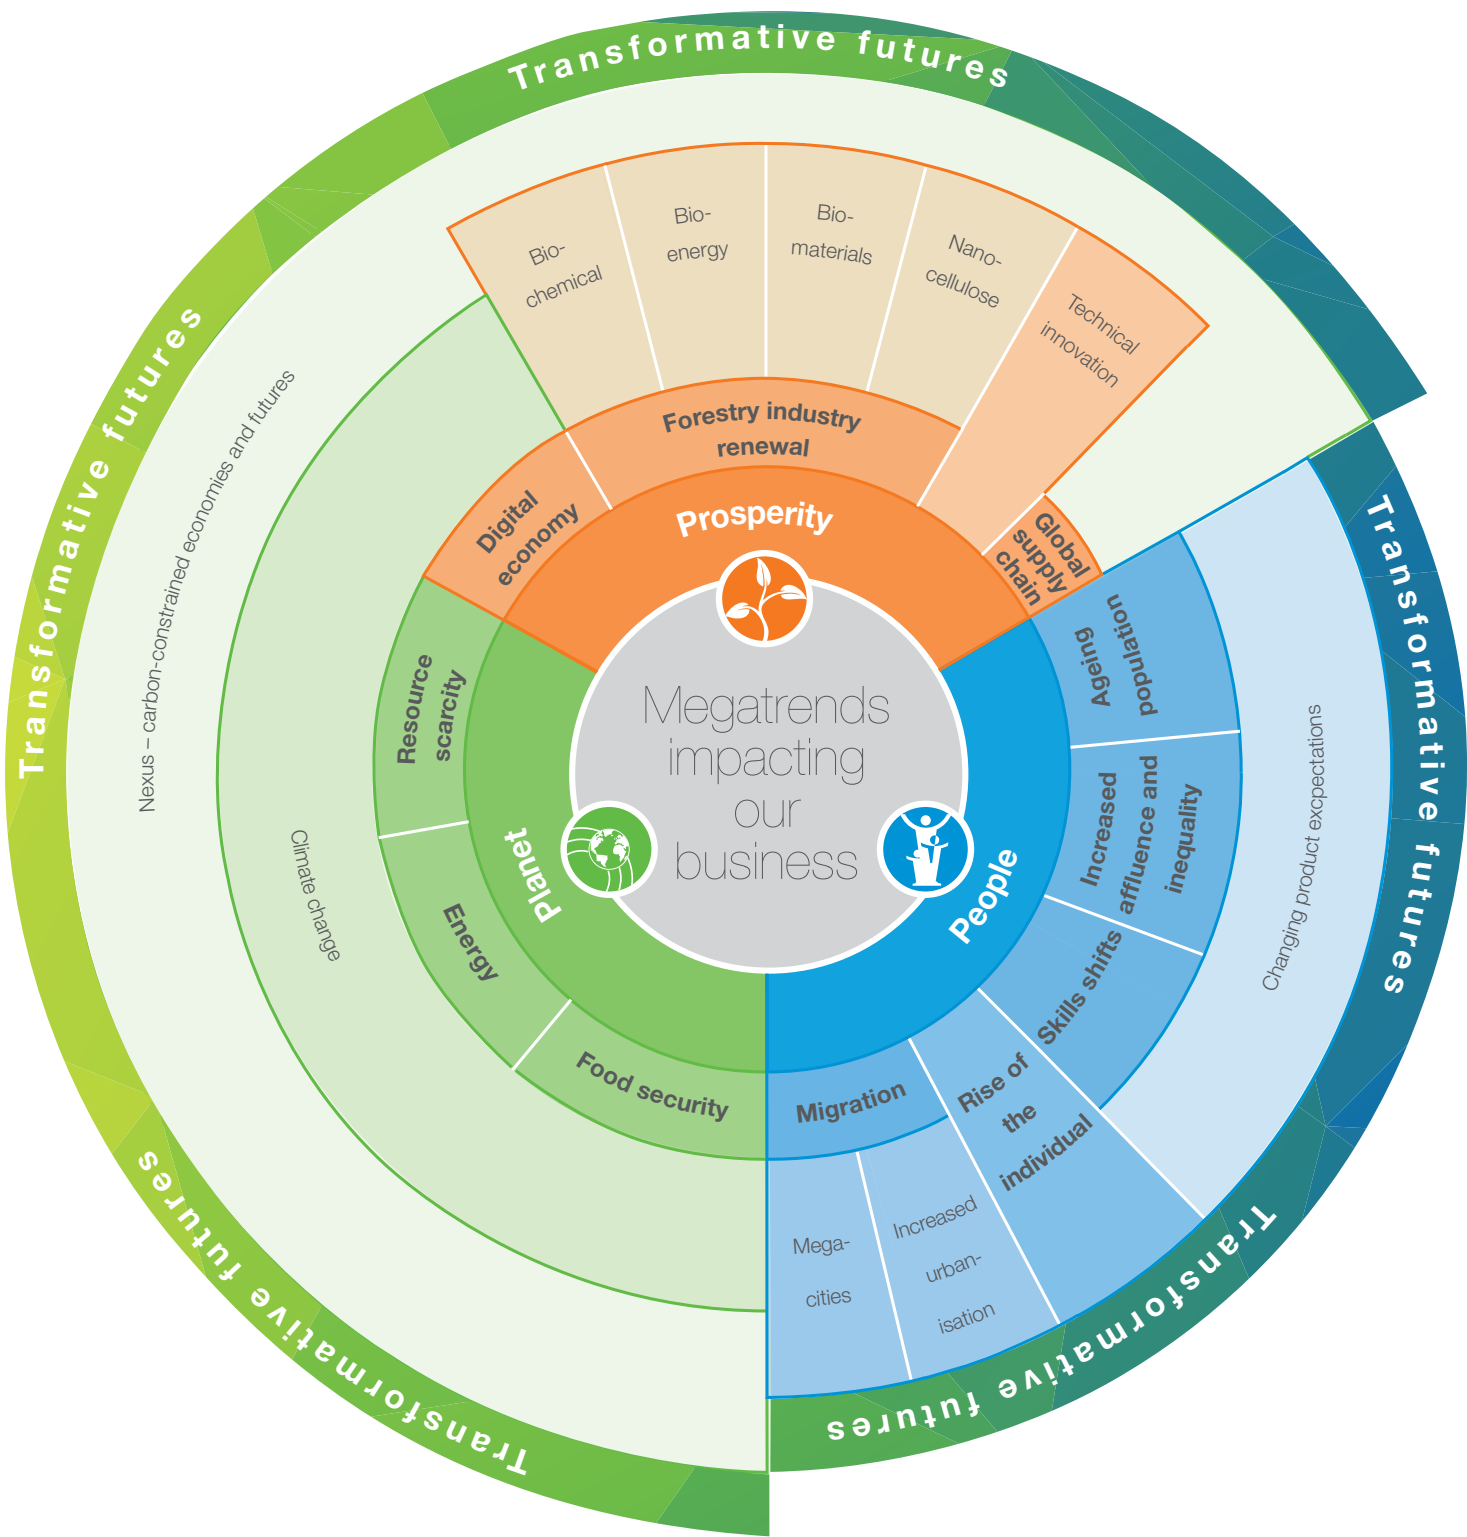 Transformative futures
Transformative futures
Transformative futures
Transformative futures
Transformative futures
Nexus – carbon-constrained economies and futures
Climate change
Bio-
chemical
Bio-
energy
Bio-
materials
Nano-
cellulose
Technical
innovation
Forestry industry
renewal
Digital
economy
Global
supply
chain
Prosperity
Resource
scarcity
Energy
Food security
Planet
Megatrends
impacting
our
business
People
Ageing
population
Increased
affluence and
inequality
Skills shifts
Rise of
the
individual
Migration
Mega-
cities
Increased
urban-
isation
Changing product excpectations